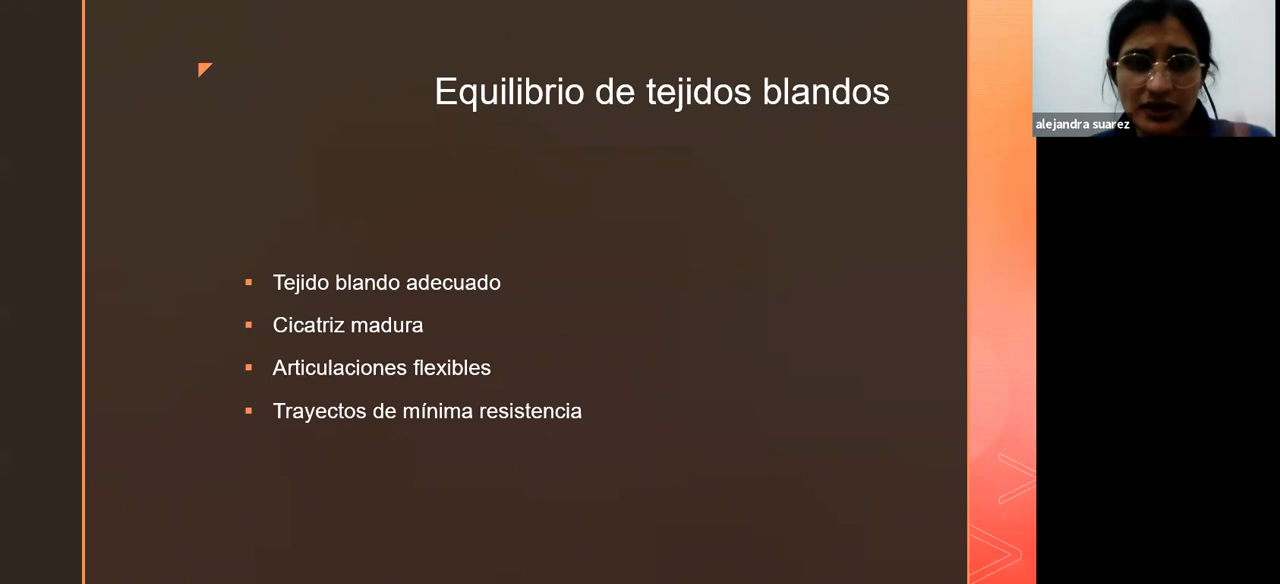 Equilibrio de tejidos blandos
alejandra suarez
Tejido blando adecuado
Cicatriz madura
Articulaciones flexibles
Trayectos de mínima resistencia